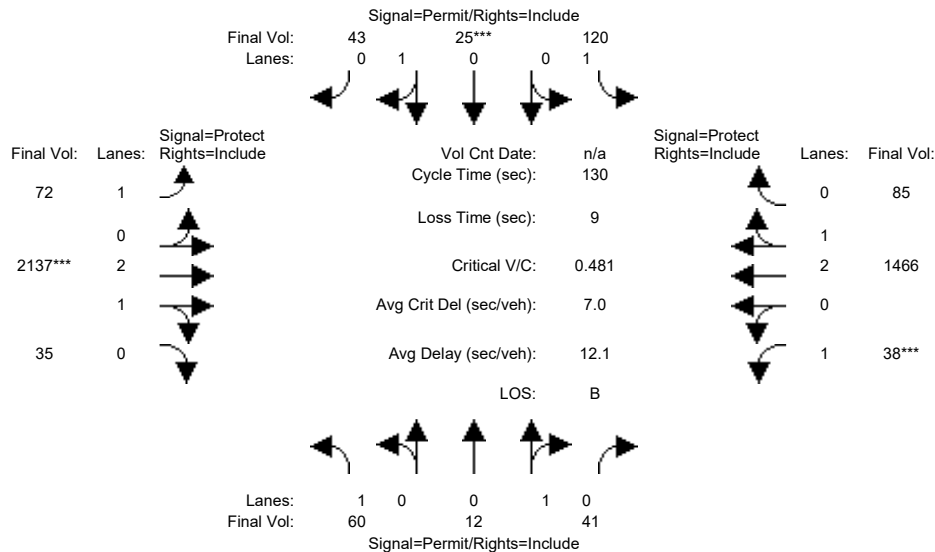 Signal=Permit/Rights=Include
Final Vol: 43 25*** 120
Lanes: 0 1 0 0 1
Signal=Protect
Final Vol: Lanes: Rights=Include
Vol Cnt Date: n/a
Signal=Protect
Rights=Include Lanes: Final Vol:
Cycle Time (sec): 130
72 1
0 85
Loss Time (sec): 9
0
1
2137*** 2
Critical V/C: 0.481
2 1466
1
Avg Crit Del (sec/veh): 7.0
0
35 0
Avg Delay (sec/veh): 12.1
1 38***
LOS: B
Lanes: 1 0 0 1 0
Final Vol: 60 12 41
Signal=Permit/Rights=Include